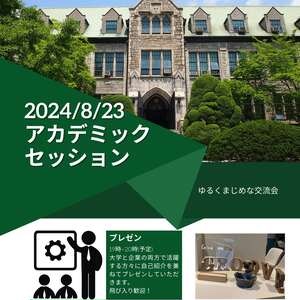 2024/8/23
アカデミック
セッション
ゆるくまじめな交流会
プレゼン
19時~20時(予定)
大学と企業の両方で活躍
する方々に自己紹介を兼
ねてプレゼンしていただ
きます。
飛び入り歓迎！